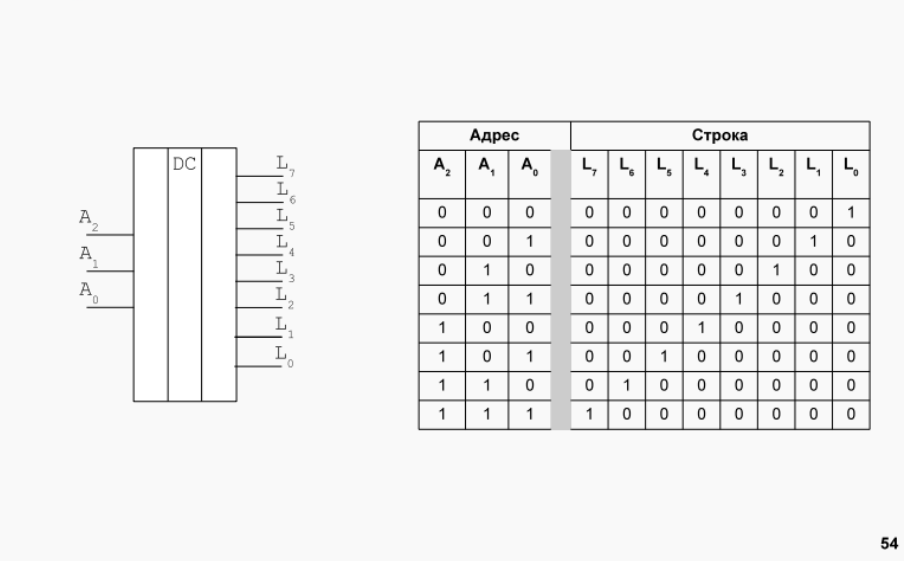 DC
A₂
A₁
A₀
L₇
L₆
L₅
L₄
L₃
L₂
L₁
L₀
Адрес Строка
A₂ A₁ A₀ L₇ L₆ L₅ L₄ L₃ L₂ L₁ L₀
0 0 0 0 0 0 0 0 0 0 1
0 0 1 0 0 0 0 0 0 1 0
0 1 0 0 0 0 0 0 1 0 0
0 1 1 0 0 0 0 1 0 0 0
1 0 0 0 0 0 1 0 0 0 0
1 0 1 0 0 1 0 0 0 0 0
1 1 0 0 1 0 0 0 0 0 0
1 1 1 1 0 0 0 0 0 0 0
54